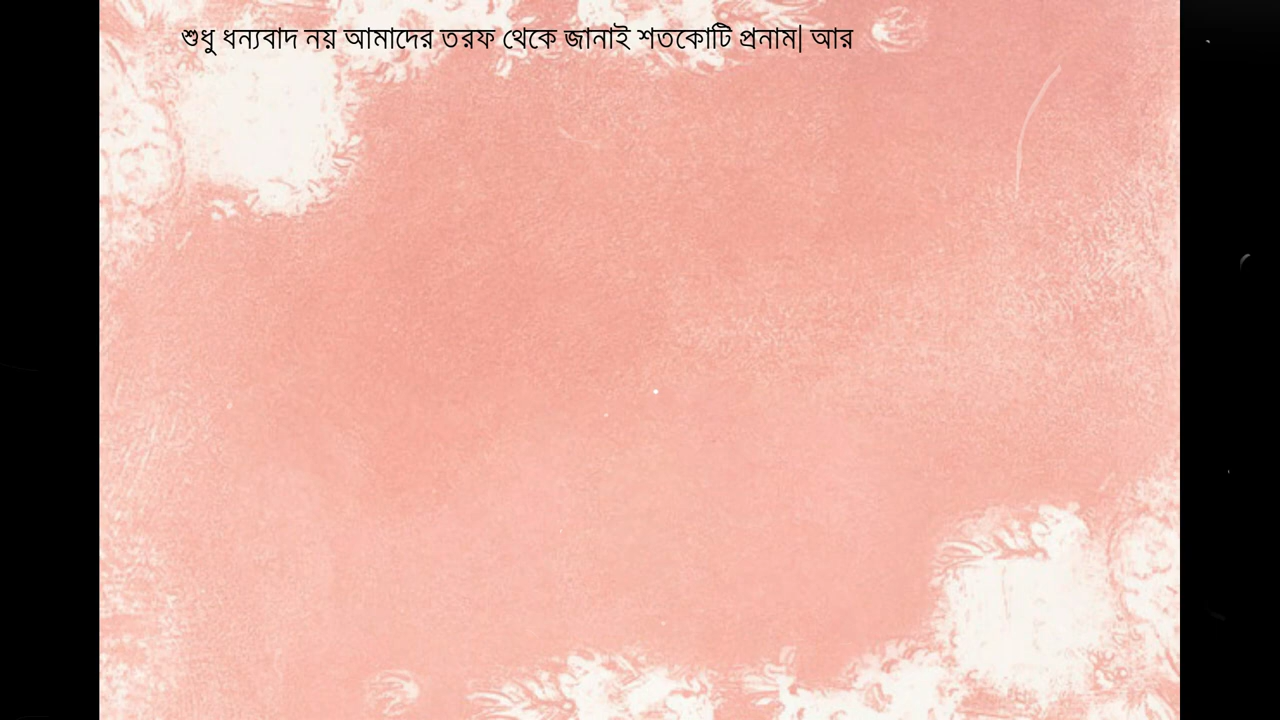 শুধু ধন্যবাদ নয় আমাদের তরফ থেকে জানাই শতকোটি প্রনাম| আর